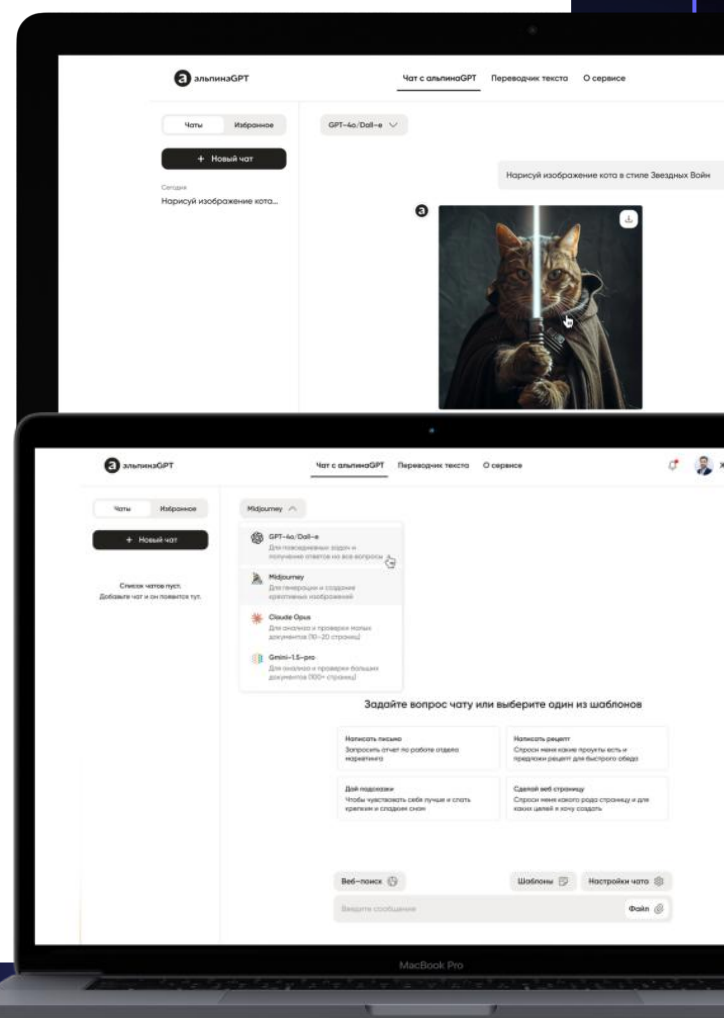 альпинаGPT
Чат с альпинаGPT Переводчик текста О сервисе
Чаты Избранное
GPT-4o/Dall-e
+ Новый чат
Нарисуй изображение кота в стиле Звездных Войн
Сегодня
Нарисуй изображение кота...
альпинаGPT
Чат с альпинаGPT Переводчик текста О сервисе
Чаты Избранное
Midjourney
+ Новый чат
GPT-4o/Dall-e
Для повседневных задач и
получение ответов на все вопросы
Список чатов пуст.
Добавьте чат и он появится тут.
Midjourney
Для генерации и создание
креативных изображений
Claude Opus
Для анализа и проверки малых
документов (10-20 страниц)
Gmini-1.5-pro
Для анализа и проверки больших
документов (100+ страниц)
Задайте вопрос чату или выберите один из шаблонов
Написать письмо
Запросить отчет по работе отдела
маркетинга
Написать рецепт
Спроси меня какие проукты есть и
предложи рецепт для быстрого обеда
Дай подсказки
Чтобы чувствовать себя лучше и спать
крепким и сладким сном
Сделай веб страницу
Спроси меня какого рода страницу и для
каких целей я хочу создать
Веб-поиск
Шаблоны
Настройки чата
Введите сообщение
Файл
MacBook Pro